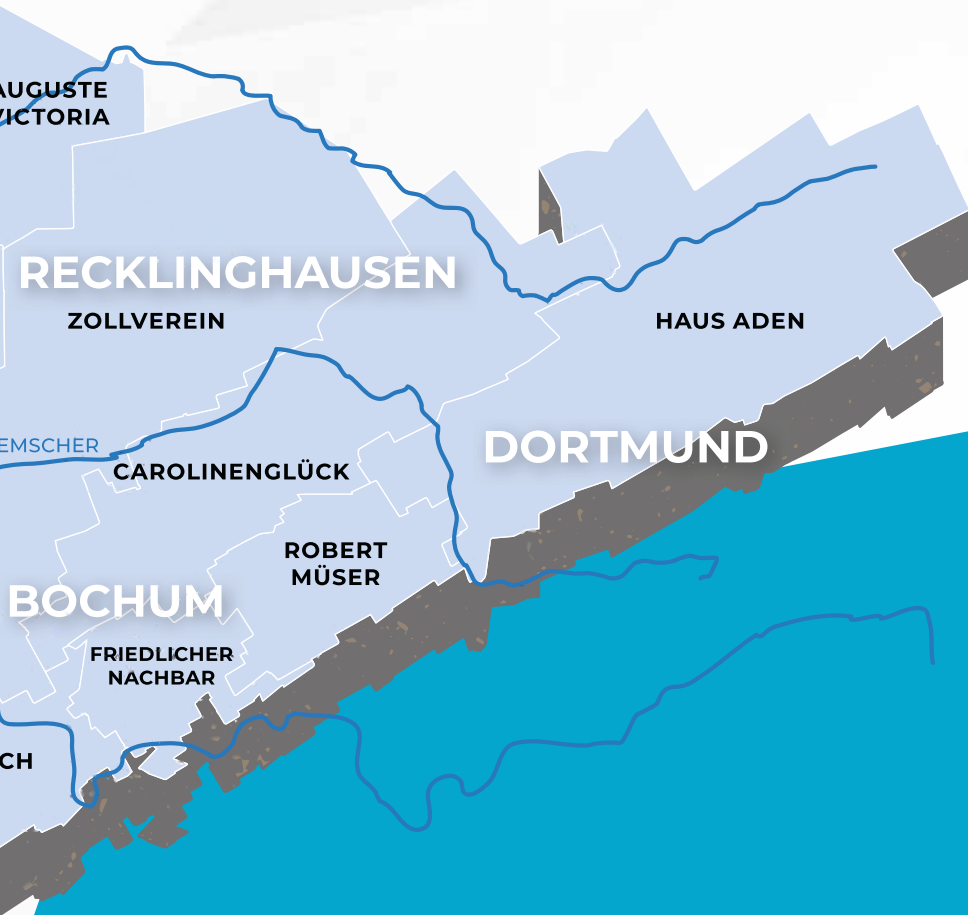 AUGUSTE
VICTORIA
RECKLINGHAUSEN
ZOLLVEREIN
HAUS ADEN
EMSCHER
DORTMUND
CAROLINENGLÜCK
ROBERT
MÜSER
BOCHUM
FRIEDLICHER
NACHBAR
CH